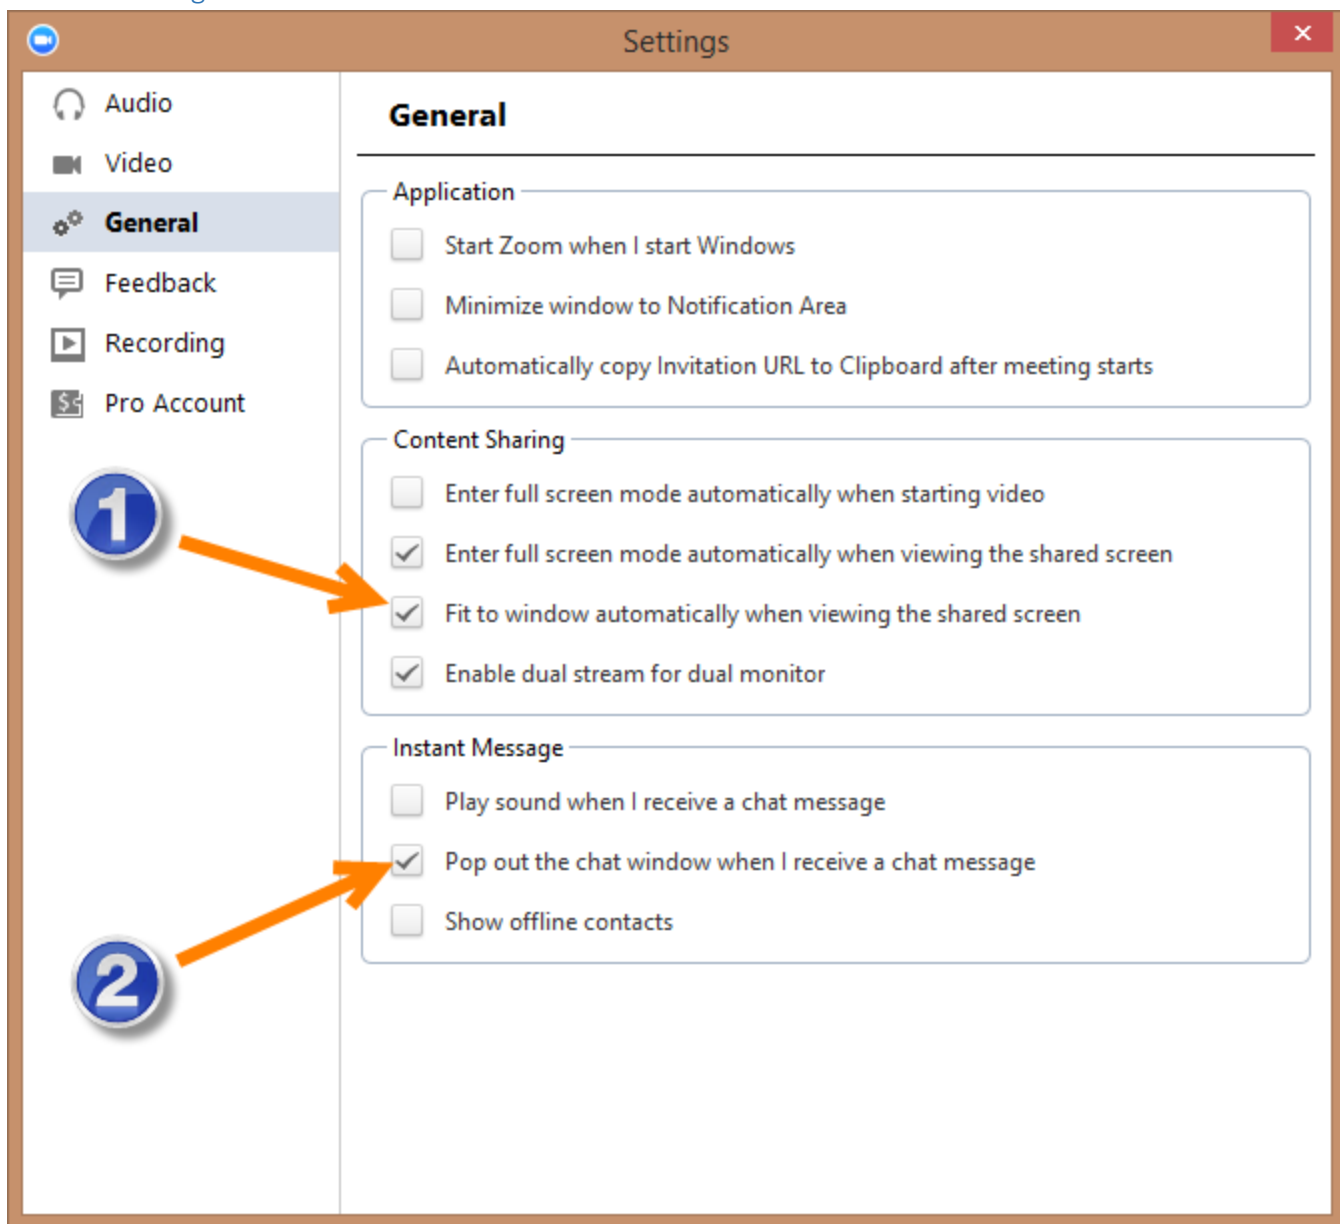 Settings
Audio
Video
General
Feedback
Recording
Pro Account
General
Application
Start Zoom when I start Windows
Minimize window to Notification Area
Automatically copy Invitation URL to Clipboard after meeting starts
Content Sharing
Enter full screen mode automatically when starting video
Enter full screen mode automatically when viewing the shared screen
Fit to window automatically when viewing the shared screen
Enable dual stream for dual monitor
Instant Message
Play sound when I receive a chat message
Pop out the chat window when I receive a chat message
Show offline contacts
1
2